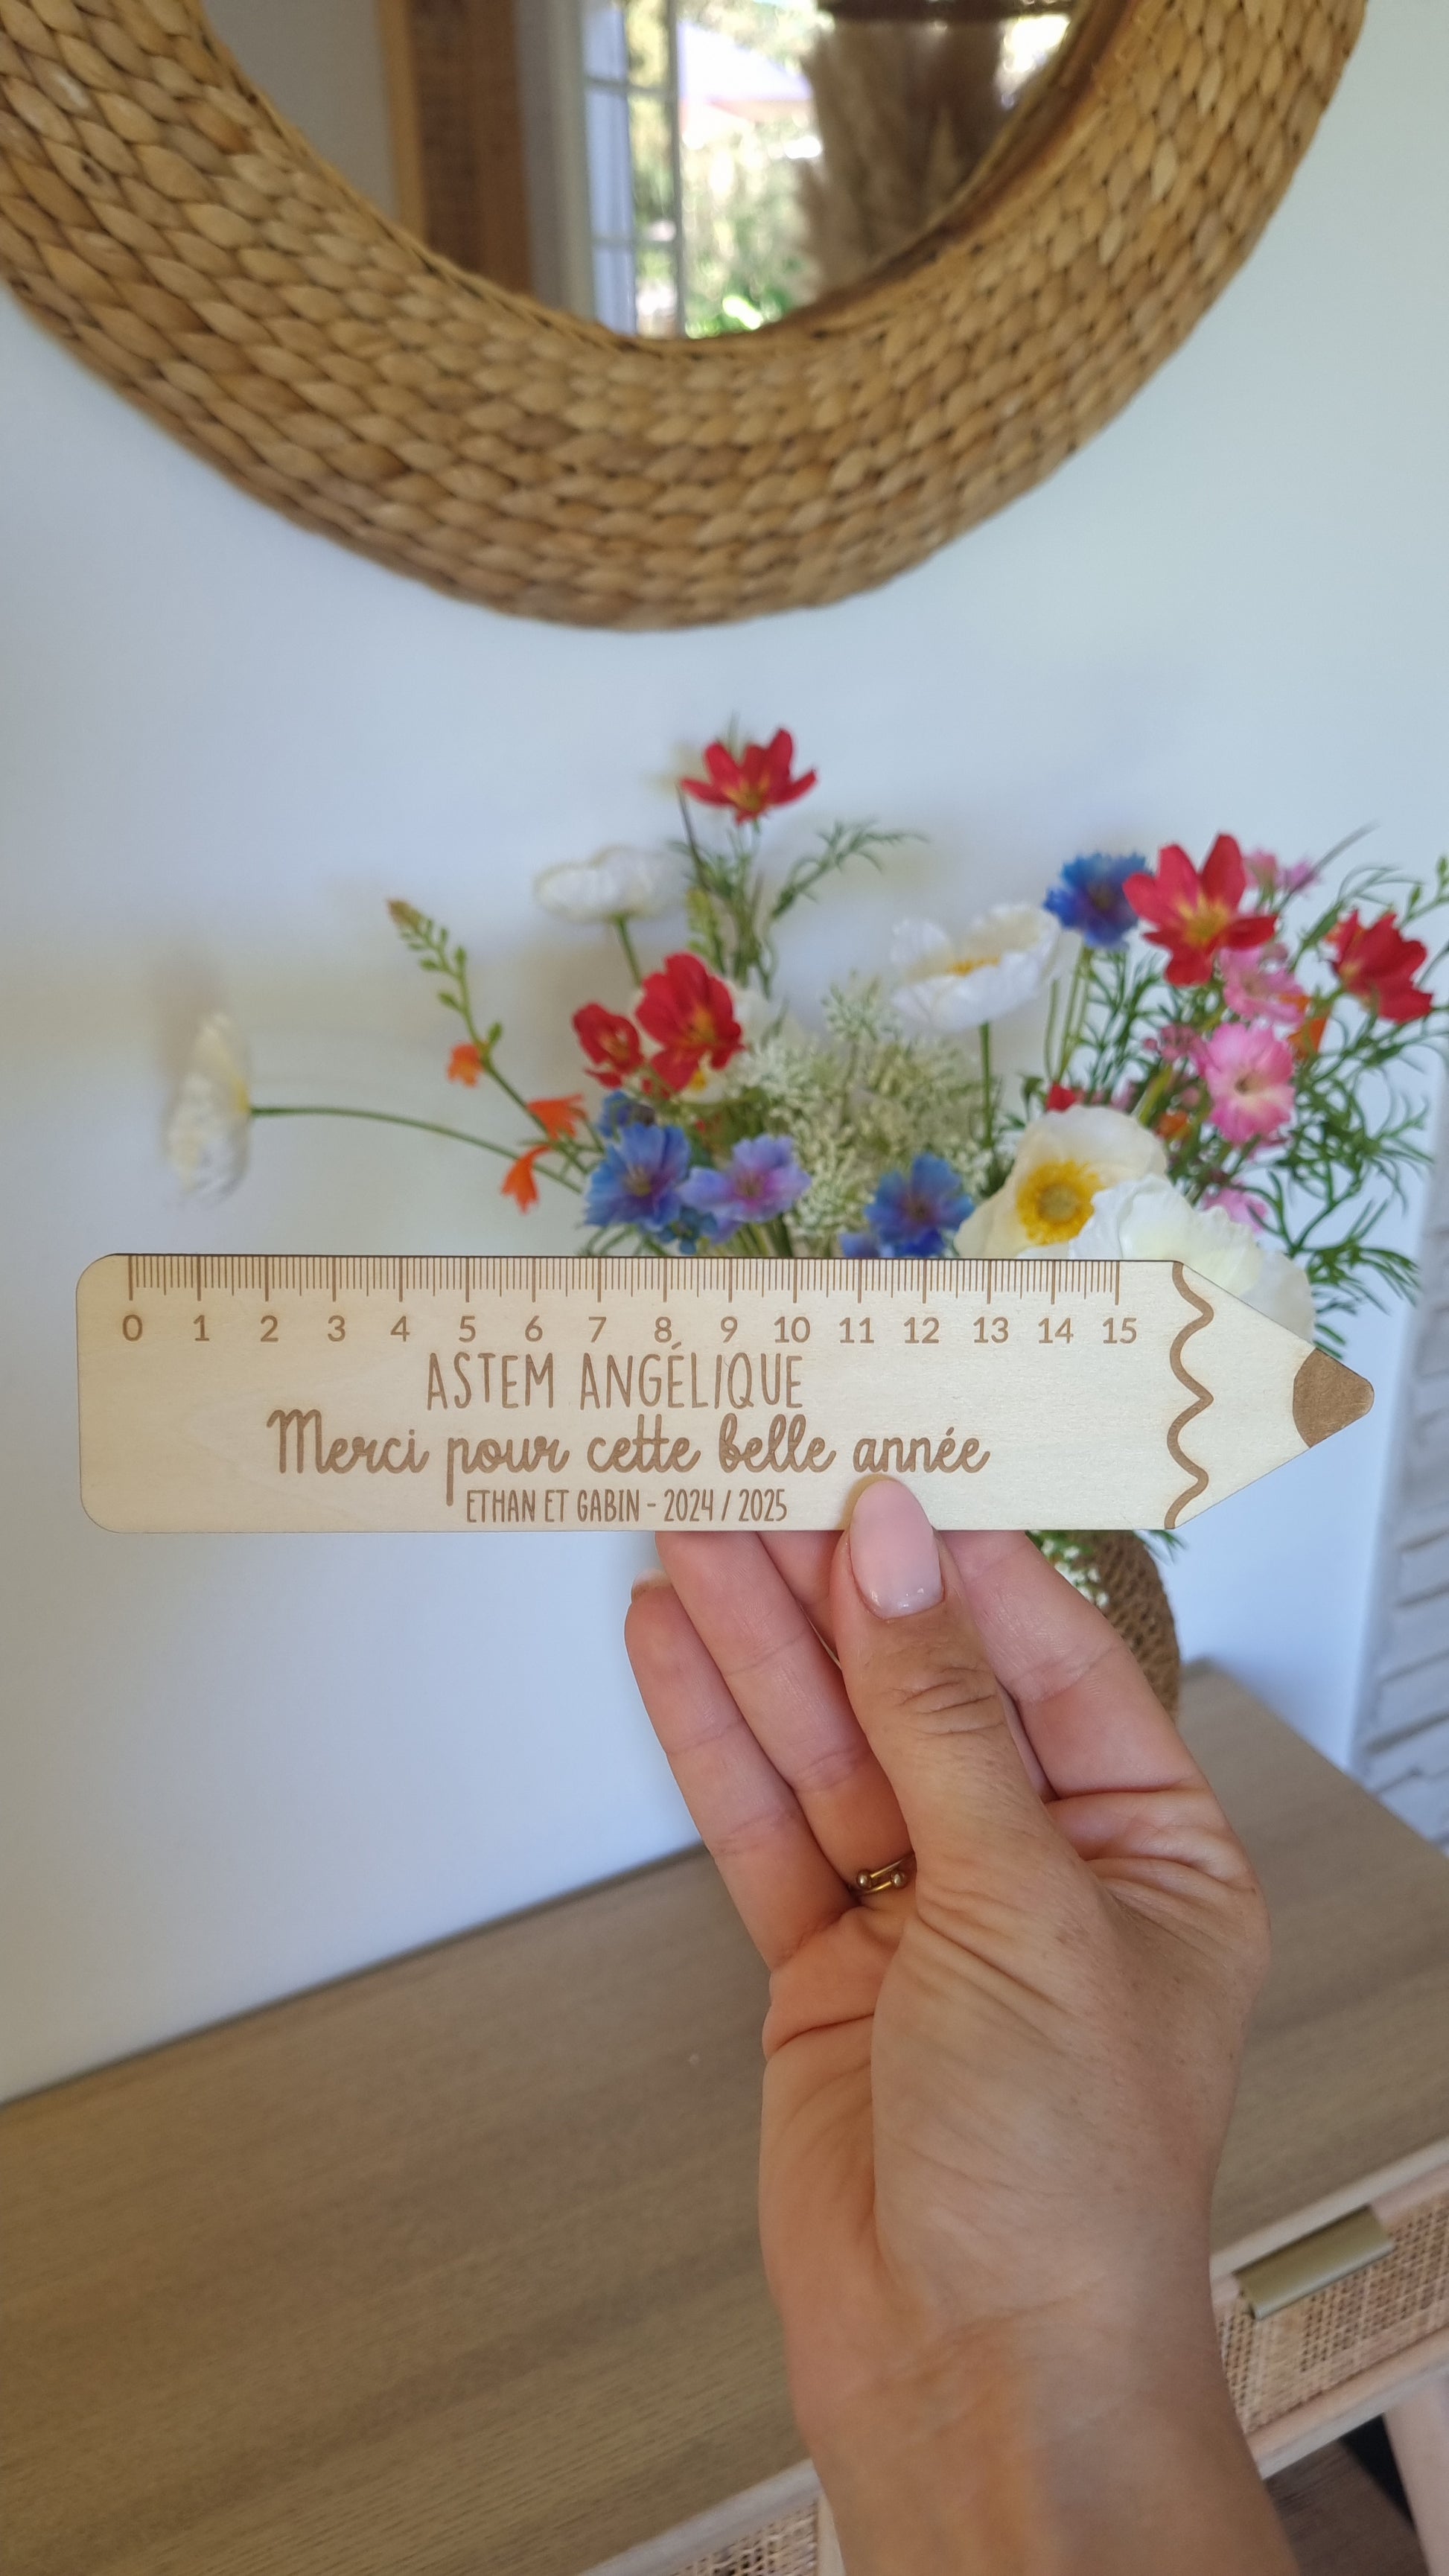 0 1 2 3 4 5 6 7 8 9 10 11 12 13 14 15
ASTEM ANGÉLIQUE
Merci pour cette belle année
ETHAN ET GABIN - 2024 / 2025